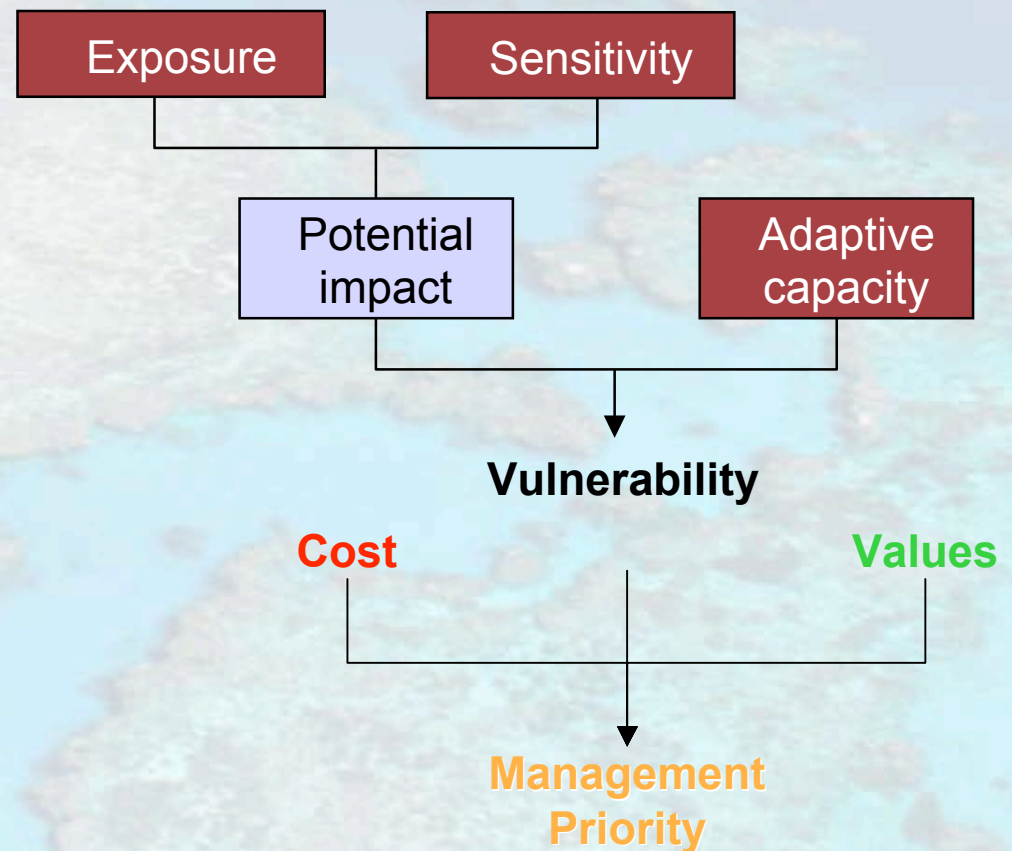 Exposure
Sensitivity
Potential
impact
Adaptive
capacity
Vulnerability
Cost
Values
Management
Priority